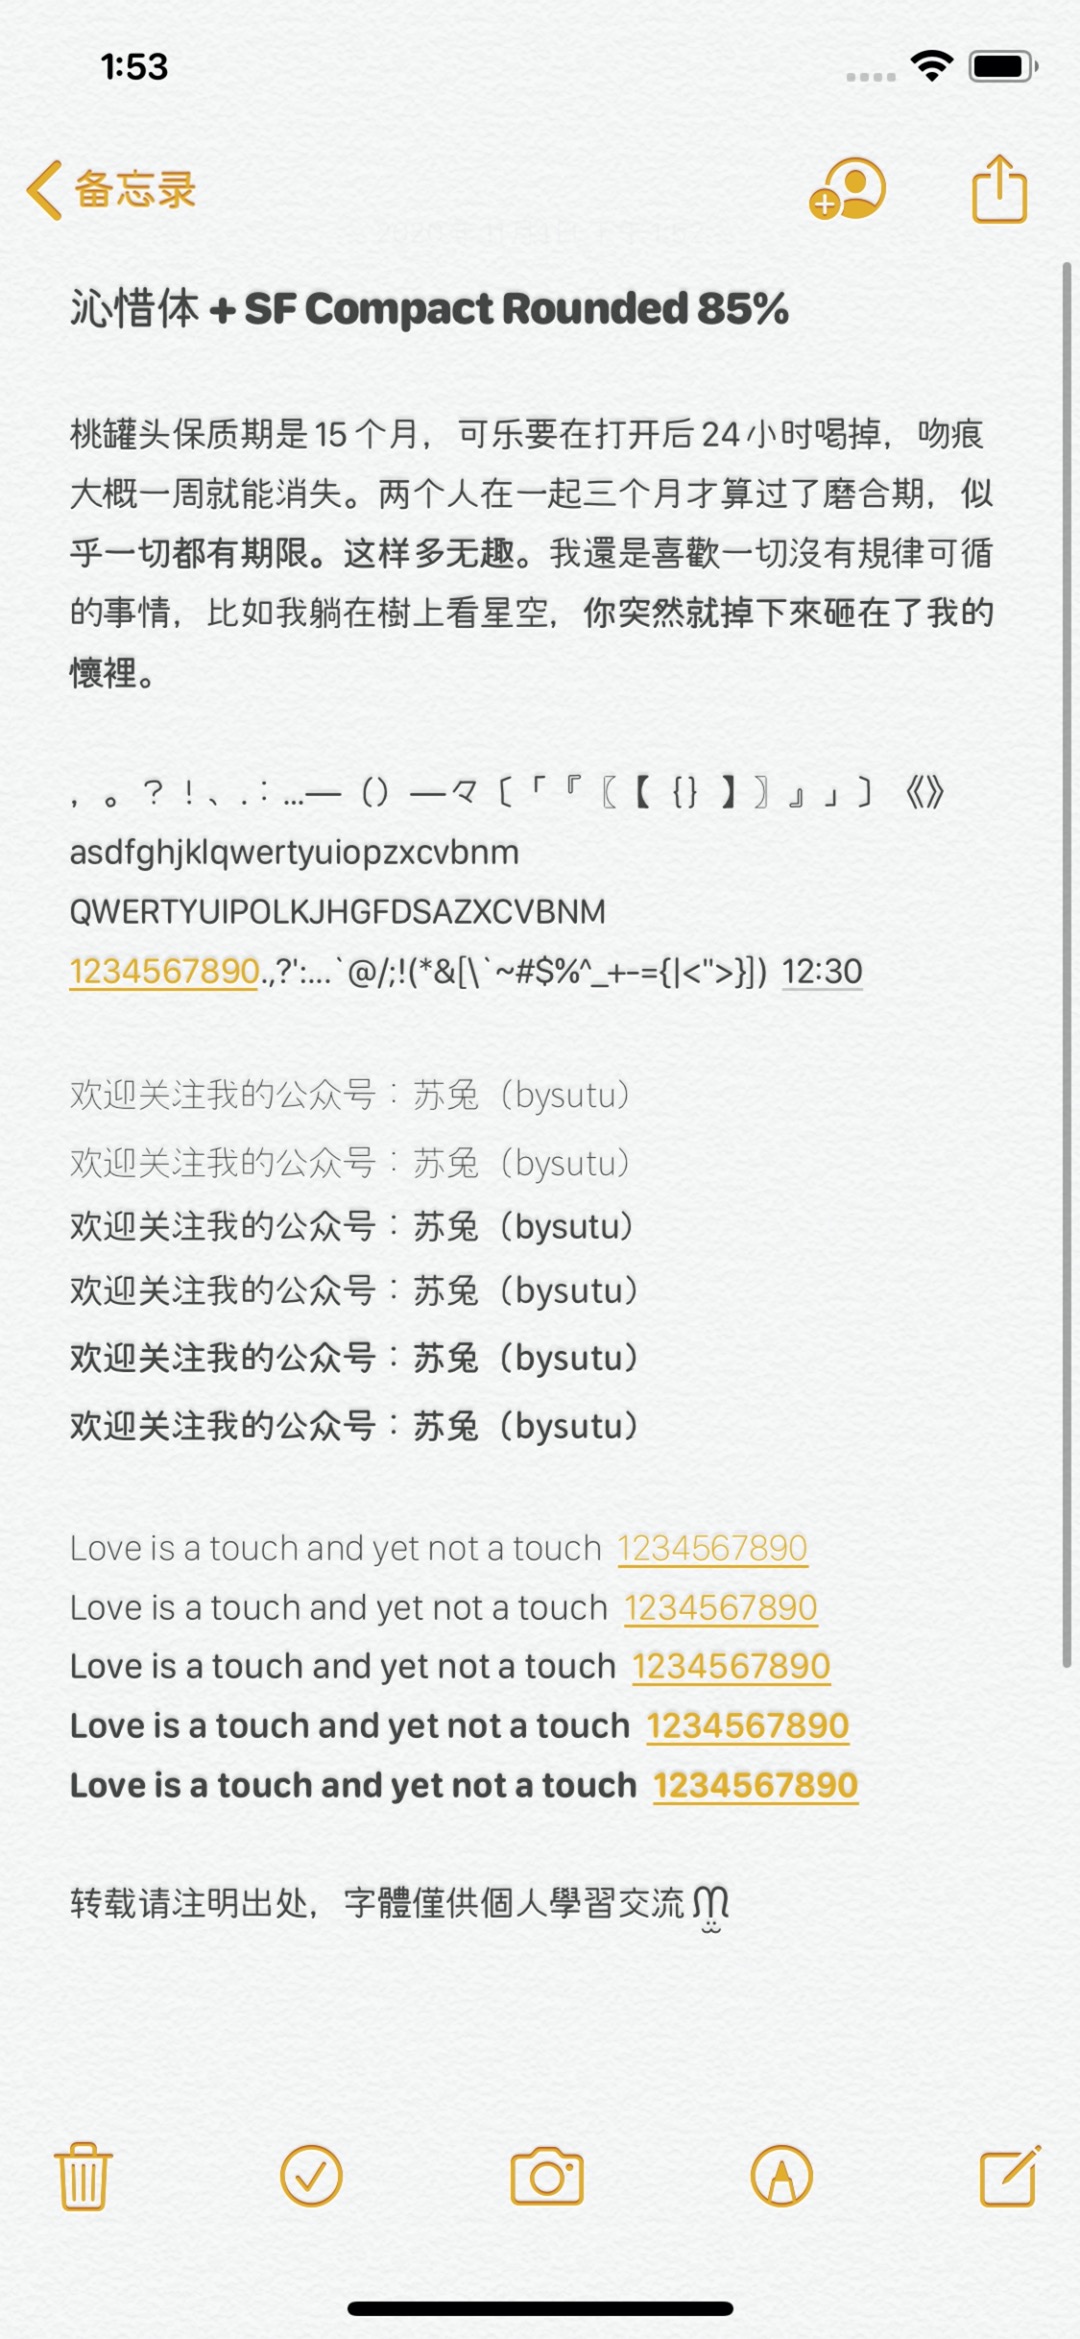 1:53
备忘录
沁惜体 + SF Compact Rounded 85%
桃罐头保质期是15个月，可乐要在打开后24小时喝掉，吻痕
大概一周就能消失。两个人在一起三个月才算过了磨合期，似
乎一切都有期限。这样多无趣。我還是喜歡一切沒有規律可循
的事情，比如我躺在樹上看星空，你突然就掉下來砸在了我的
懷裡。
，。？！、.：…—（）—々〔「『〖【｛｝】〗』」〕《》
asdfghjklqwertyuiopzxcvbnm
QWERTYUIPOLKJHGFDSAZXCVBNM
1234567890.,?':...`@/;!(*&[\`~#$%^_+-={|<">}]) 12:30
欢迎关注我的公众号：苏兔（bysutu）
欢迎关注我的公众号：苏兔（bysutu）
欢迎关注我的公众号：苏兔（bysutu）
欢迎关注我的公众号：苏兔（bysutu）
欢迎关注我的公众号：苏兔（bysutu）
欢迎关注我的公众号：苏兔（bysutu）
Love is a touch and yet not a touch 1234567890
Love is a touch and yet not a touch 1234567890
Love is a touch and yet not a touch 1234567890
Love is a touch and yet not a touch 1234567890
Love is a touch and yet not a touch 1234567890
转载请注明出处，字體僅供個人學習交流